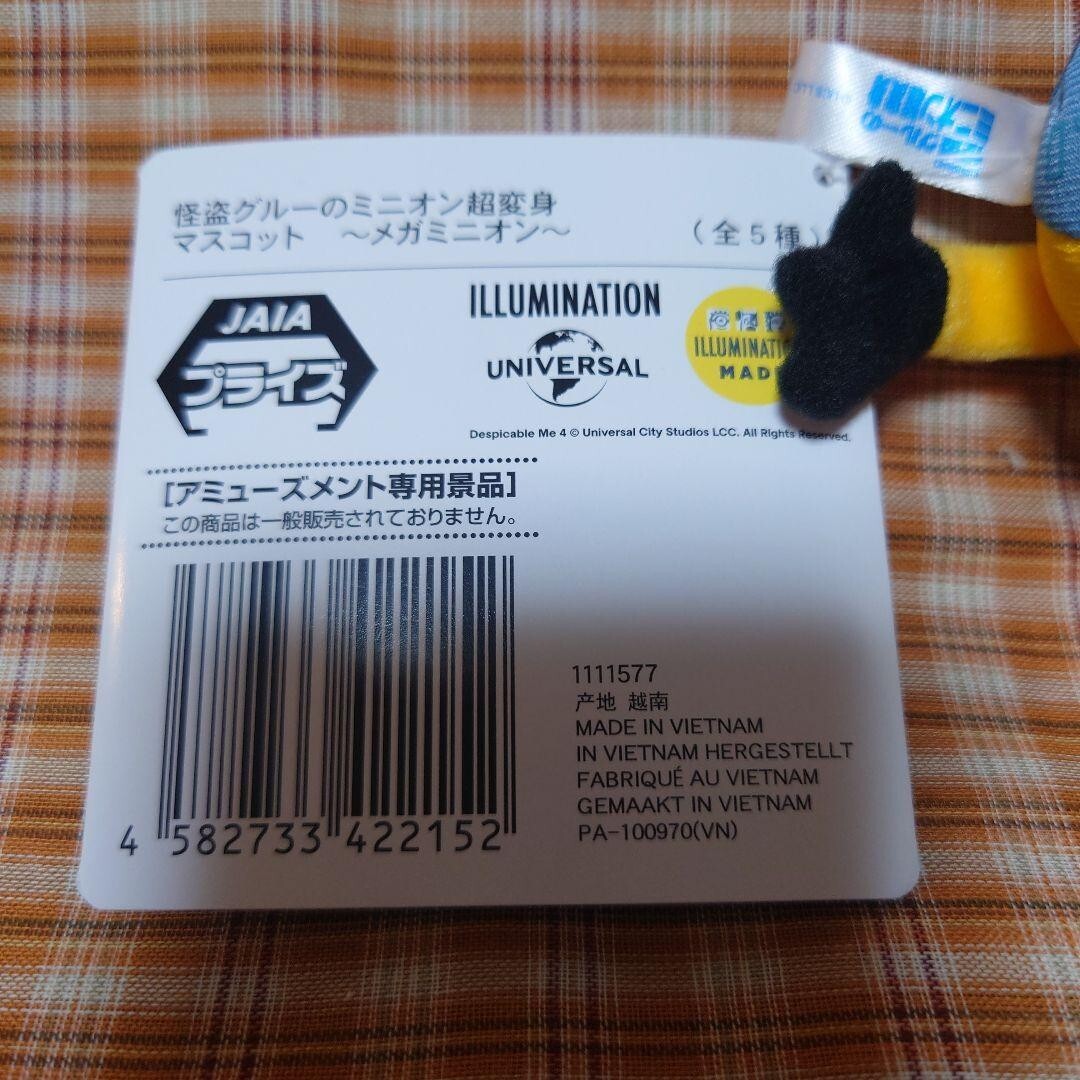 怪盗グルーのミニオン超変身
マスコット ～メガミニオン～ (全5種)
JAIA
プライズ
ILLUMINATION
UNIVERSAL
MADE
Despicable Me 4 © Universal City Studios LCC. All Rights Reserved.
[アミューズメント専用景品]
この商品は一般販売されておりません。
4 582733 422152
1111577
产地 越南
MADE IN VIETNAM
IN VIETNAM HERGESTELLT
FABRIQUÉ AU VIETNAM
GEMAAKT IN VIETNAM
PA-100970(VN)